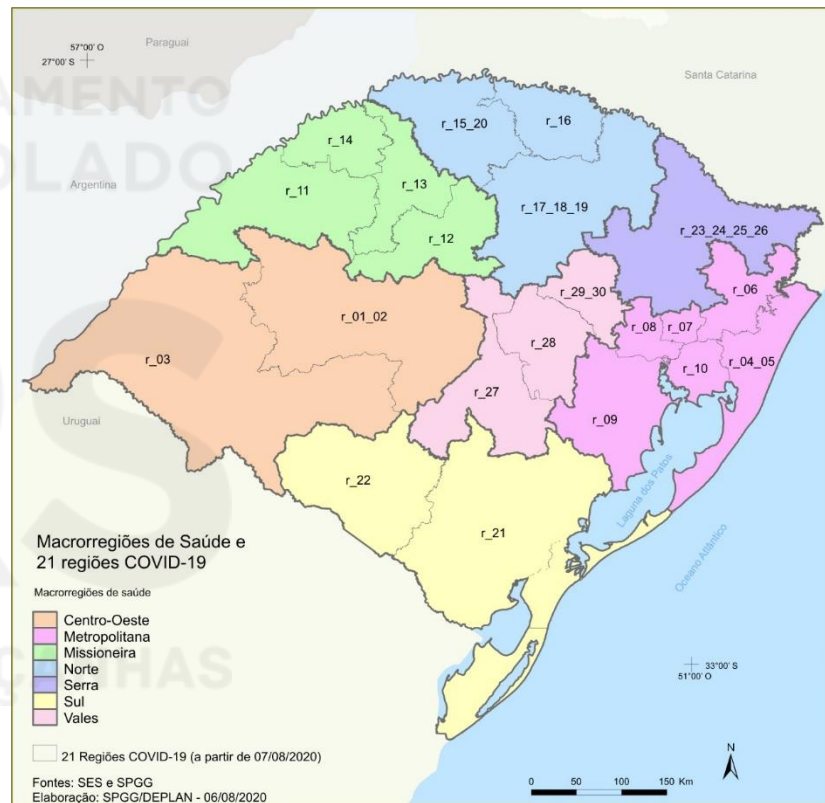 Paraguai
57°00' O
27°00' S
Santa Catarina
AMENTO
OLADO
Argentina
r_15_20
r_16
r_14
r_13
r_11
r_17_18_19
r_12
r_23_24_25_26
r_29_30
r_06
r_01_02
r_08
r_07
r_28
r_03
r_10
r_04_05
r_27
r_09
Uruguai
r_22
Laguna dos Patos
r_21
Oceano Atlântico
Macrorregiões de Saúde e
21 regiões COVID-19
Macrorregiões de saúde
Centro-Oeste
Metropolitana
Missioneira
Norte
Serra
Sul
Vales
33°00' S
51°00' O
21 Regiões COVID-19 (a partir de 07/08/2020)
Fontes: SES e SPGG
Elaboração: SPGG/DEPLAN - 06/08/2020
N
0 50 100 150 Km